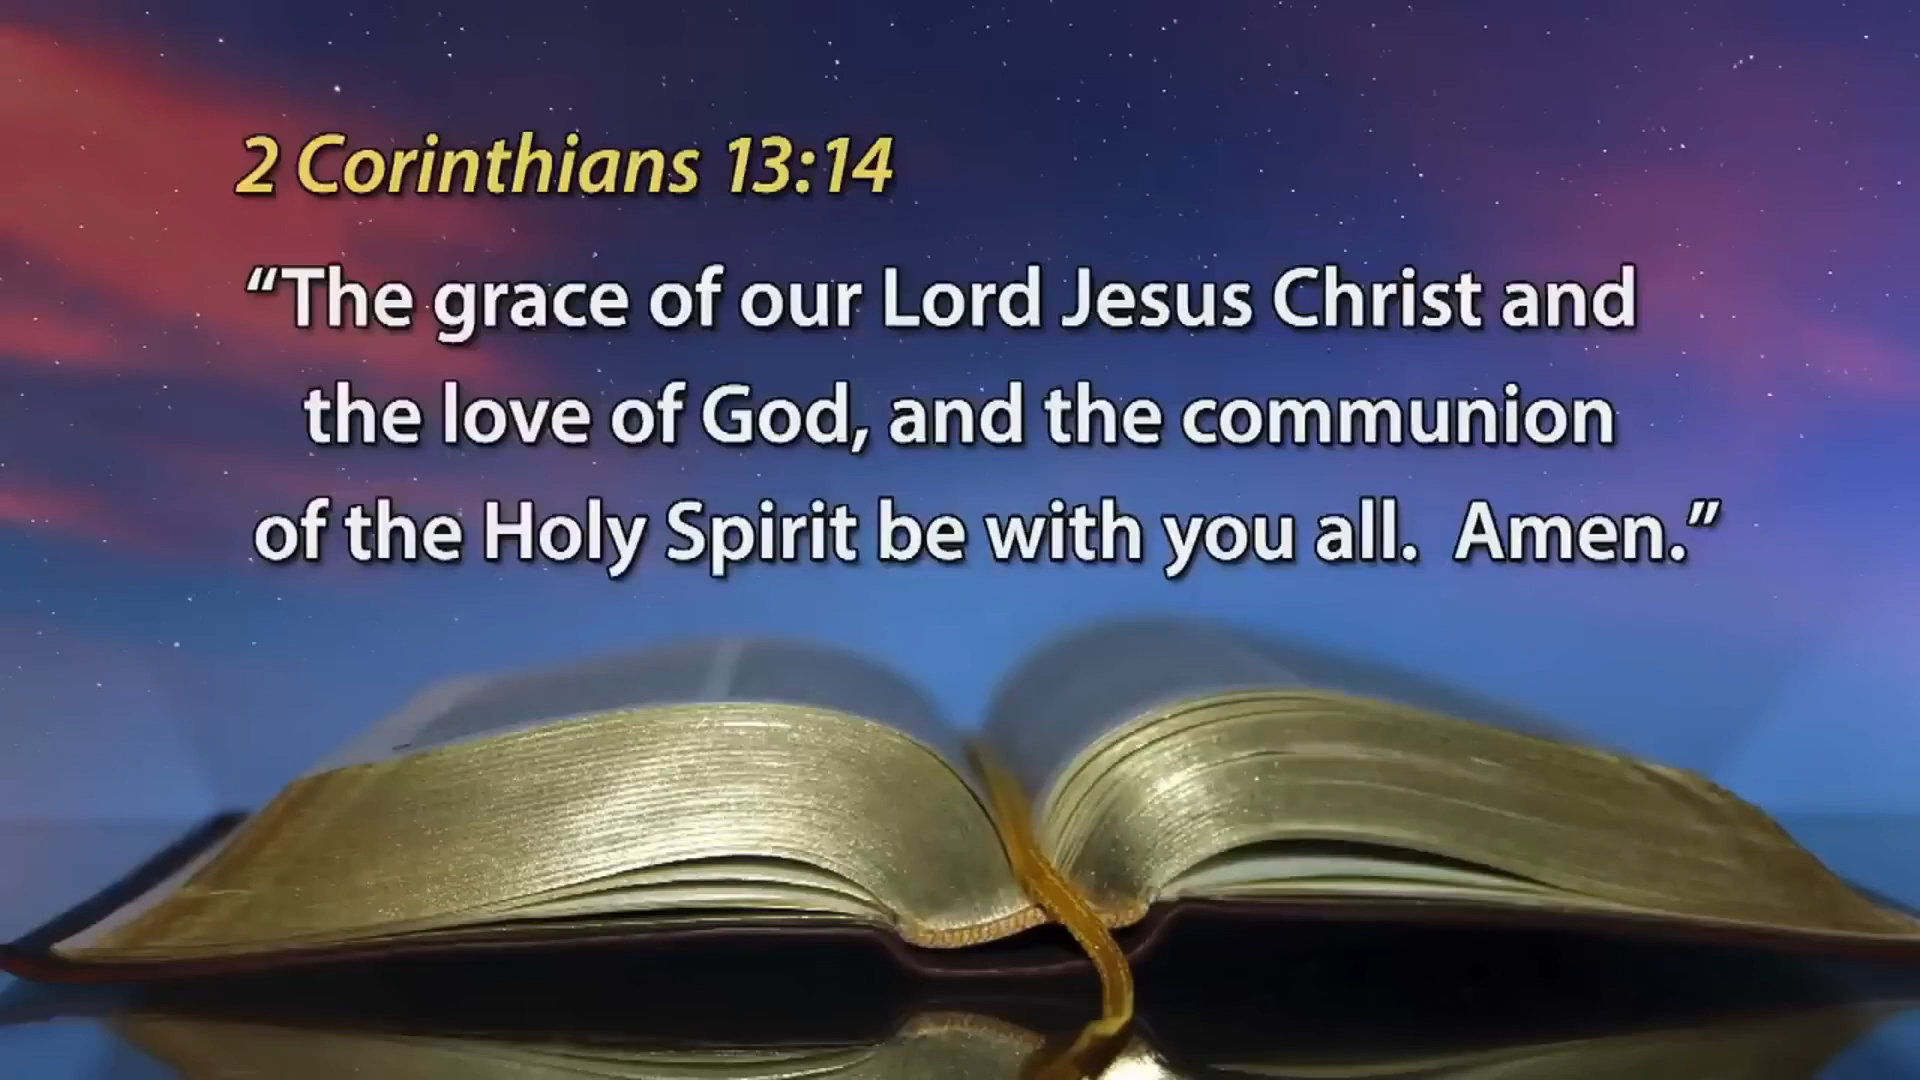 2 Corinthians 13:14
“The grace of our Lord Jesus Christ and
the love of God, and the communion
of the Holy Spirit be with you all.  Amen.”